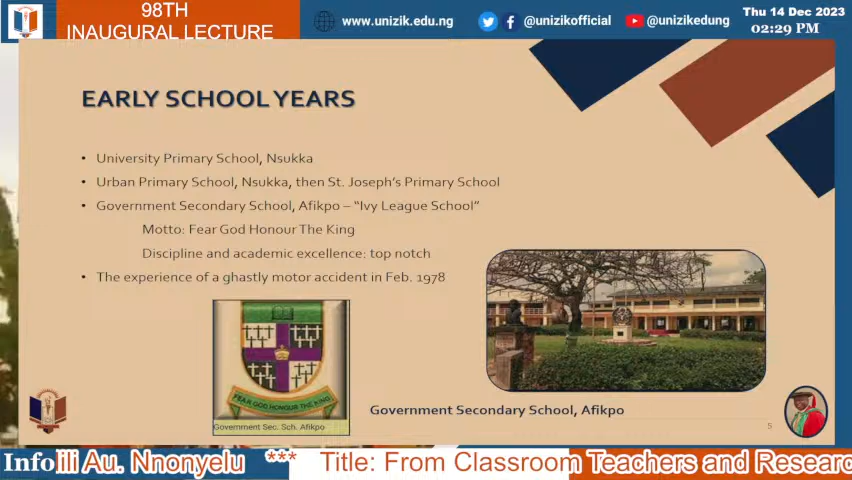 98TH
INAUGURAL LECTURE
www.unizik.edu.ng
@unizikofficial
@unizikedung
Thu 14 Dec 2023
02:29 PM
EARLY SCHOOL YEARS
• University Primary School, Nsukka
• Urban Primary School, Nsukka, then St. Joseph's Primary School
• Government Secondary School, Afikpo – "Ivy League School"
Motto: Fear God Honour The King
Discipline and academic excellence: top notch
• The experience of a ghastly motor accident in Feb. 1978
FEAR GOD HONOUR THE KING
Government Sec. Sch. Afikpo
Government Secondary School, Afikpo
5
Info
ili Au. Nnonyelu *** Title: From Classroom Teachers and Researc